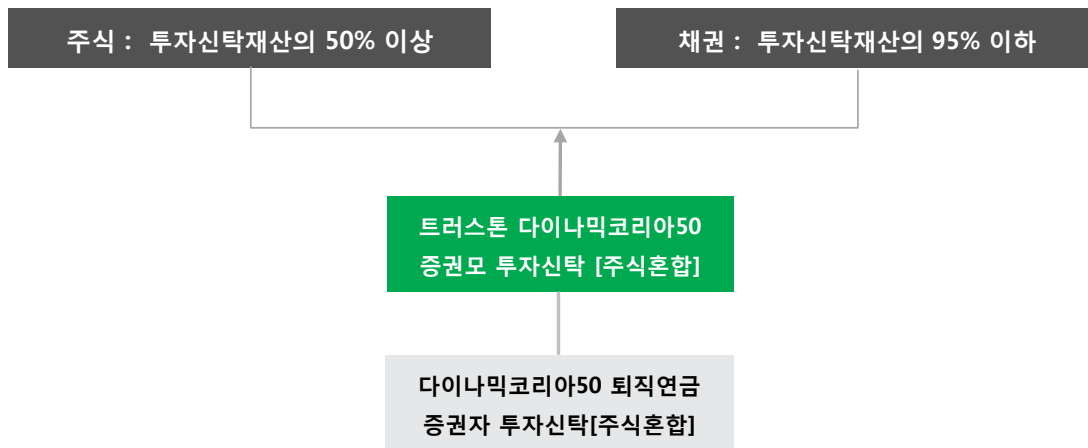 주식 : 투자신탁재산의 50% 이상
채권 : 투자신탁재산의 95% 이하
트러스톤 다이나믹코리아50
증권모 투자신탁 [주식혼합]
다이나믹코리아50 퇴직연금
증권자 투자신탁[주식혼합]